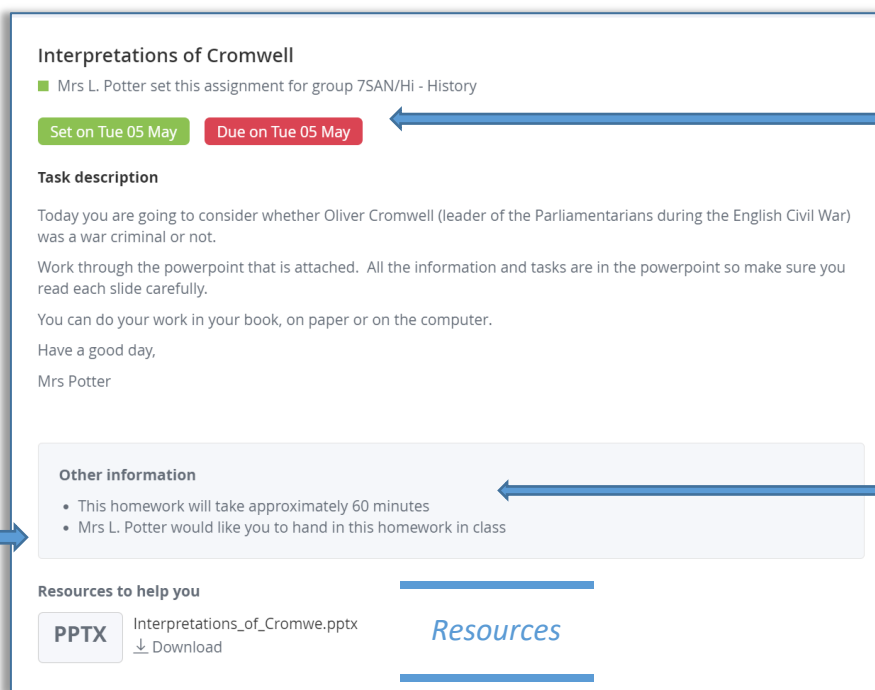 Interpretations of Cromwell
Mrs L. Potter set this assignment for group 7SAN/Hi - History
Set on Tue 05 May Due on Tue 05 May
Task description
Today you are going to consider whether Oliver Cromwell (leader of the Parliamentarians during the English Civil War)
was a war criminal or not.
Work through the powerpoint that is attached. All the information and tasks are in the powerpoint so make sure you
read each slide carefully.
You can do your work in your book, on paper or on the computer.
Have a good day,
Mrs Potter
Other information
• This homework will take approximately 60 minutes
• Mrs L. Potter would like you to hand in this homework in class
Resources to help you
PPTX
Interpretations_of_Cromwe.pptx
Download
Resources